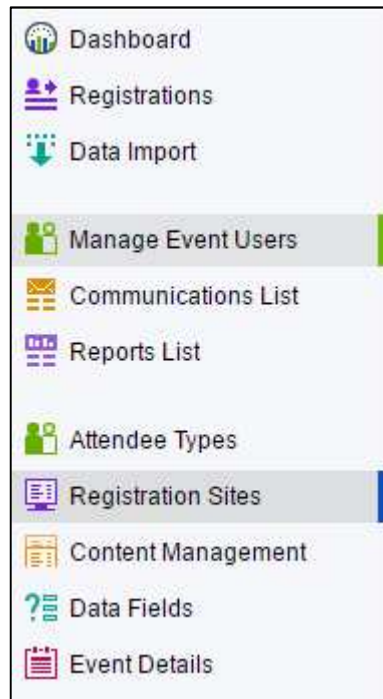 Dashboard
Registrations
Data Import
Manage Event Users
Communications List
Reports List
Attendee Types
Registration Sites
Content Management
Data Fields
Event Details